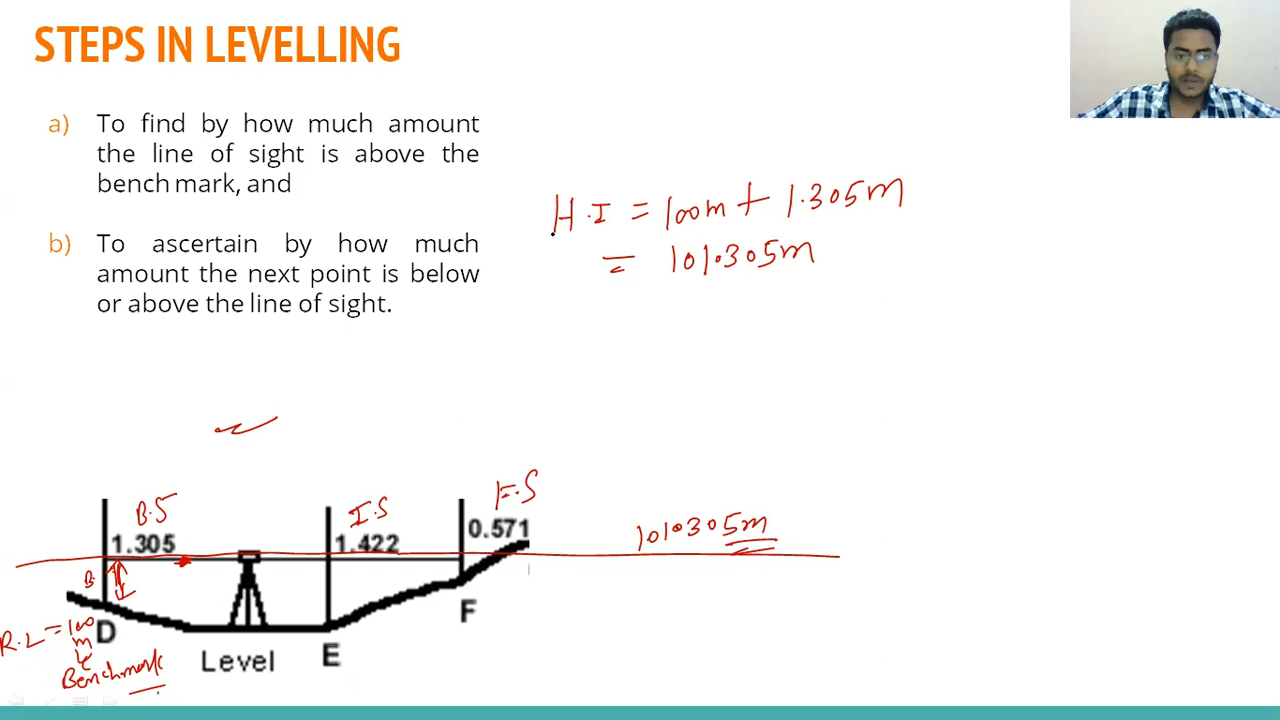 STEPS IN LEVELLING
a) To find by how much amount
the line of sight is above the
bench mark, and
b) To ascertain by how much
amount the next point is below
or above the line of sight.
H.I = 100m + 1.305m
= 101.305m
B.S
I.S
F.S
1.305
1.422
0.571
101.305m
B.
R.L = 100
m
D
F
Benchmark
Level
E